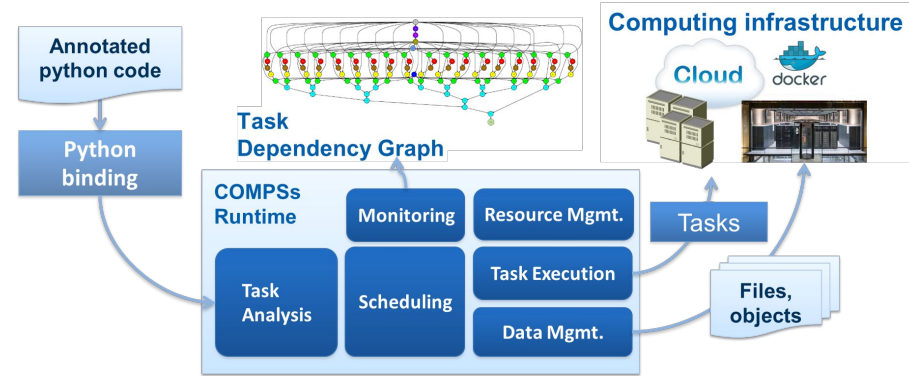 Annotated
python code
Python
binding
Task
Dependency Graph
Computing infrastructure
Cloud
docker
COMPSs
Runtime
Monitoring
Resource Mgmt.
Task
Analysis
Scheduling
Task Execution
Data Mgmt.
Tasks
Files,
objects